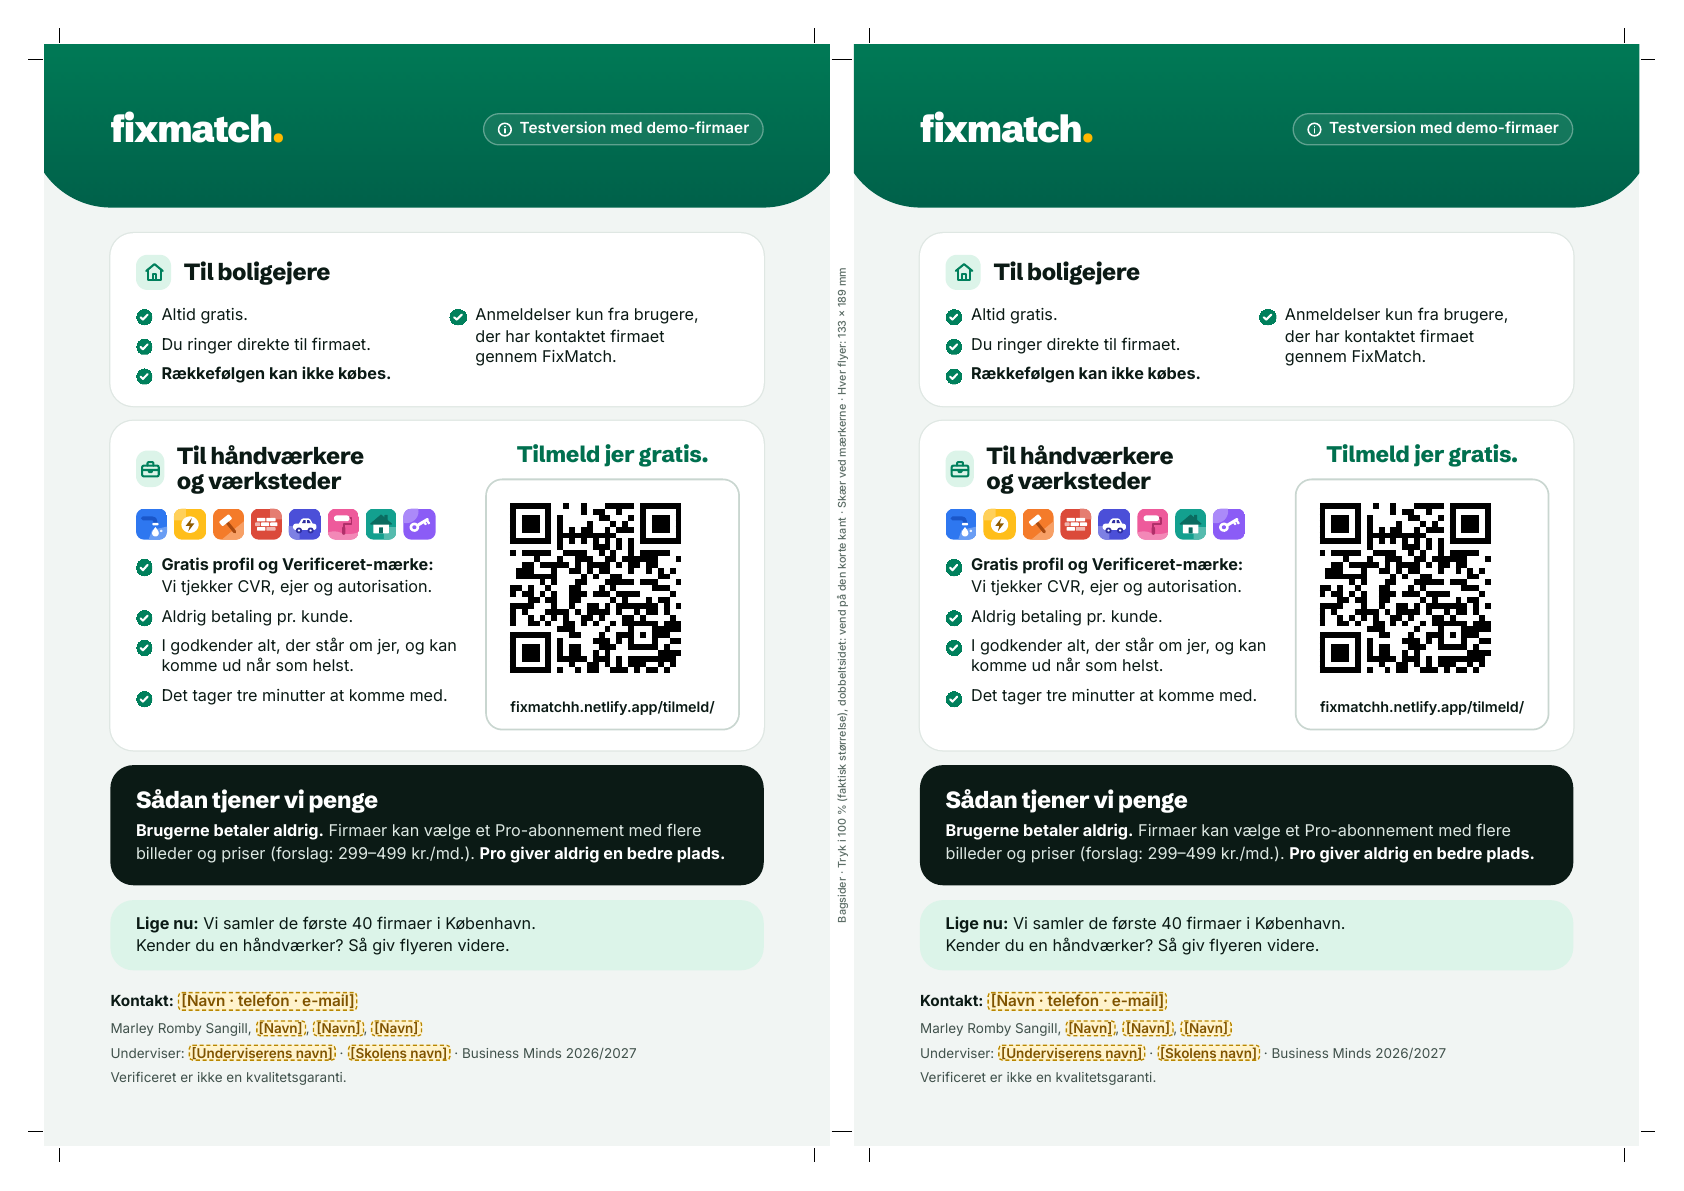 fixmatch.
Testversion med demo-firmaer
Til boligejere
Altid gratis.
Du ringer direkte til firmaet.
Rækkefølgen kan ikke købes.
Anmeldelser kun fra brugere,
der har kontaktet firmaet
gennem FixMatch.
Til håndværkere
og værksteder
Gratis profil og Verificeret-mærke:
Vi tjekker CVR, ejer og autorisation.
Aldrig betaling pr. kunde.
I godkender alt, der står om jer, og kan
komme ud når som helst.
Det tager tre minutter at komme med.
Tilmeld jer gratis.
fixmatchh.netlify.app/tilmeld/
Sådan tjener vi penge
Brugerne betaler aldrig. Firmaer kan vælge et Pro-abonnement med flere
billeder og priser (forslag: 299–499 kr./md.). Pro giver aldrig en bedre plads.
Lige nu: Vi samler de første 40 firmaer i København.
Kender du en håndværker? Så giv flyeren videre.
Kontakt: [Navn · telefon · e-mail]
Marley Romby Sangill, [Navn], [Navn], [Navn]
Underviser: [Underviserens navn] · [Skolens navn] · Business Minds 2026/2027
Verificeret er ikke en kvalitetsgaranti.
Bagsider · Tryk i 100 % (faktisk størrelse), dobbeltsidet: vend på den korte kant · Skær ved mærkerne · Hver flyer: 133 × 189 mm
fixmatch.
Testversion med demo-firmaer
Til boligejere
Altid gratis.
Du ringer direkte til firmaet.
Rækkefølgen kan ikke købes.
Anmeldelser kun fra brugere,
der har kontaktet firmaet
gennem FixMatch.
Til håndværkere
og værksteder
Gratis profil og Verificeret-mærke:
Vi tjekker CVR, ejer og autorisation.
Aldrig betaling pr. kunde.
I godkender alt, der står om jer, og kan
komme ud når som helst.
Det tager tre minutter at komme med.
Tilmeld jer gratis.
fixmatchh.netlify.app/tilmeld/
Sådan tjener vi penge
Brugerne betaler aldrig. Firmaer kan vælge et Pro-abonnement med flere
billeder og priser (forslag: 299–499 kr./md.). Pro giver aldrig en bedre plads.
Lige nu: Vi samler de første 40 firmaer i København.
Kender du en håndværker? Så giv flyeren videre.
Kontakt: [Navn · telefon · e-mail]
Marley Romby Sangill, [Navn], [Navn], [Navn]
Underviser: [Underviserens navn] · [Skolens navn] · Business Minds 2026/2027
Verificeret er ikke en kvalitetsgaranti.